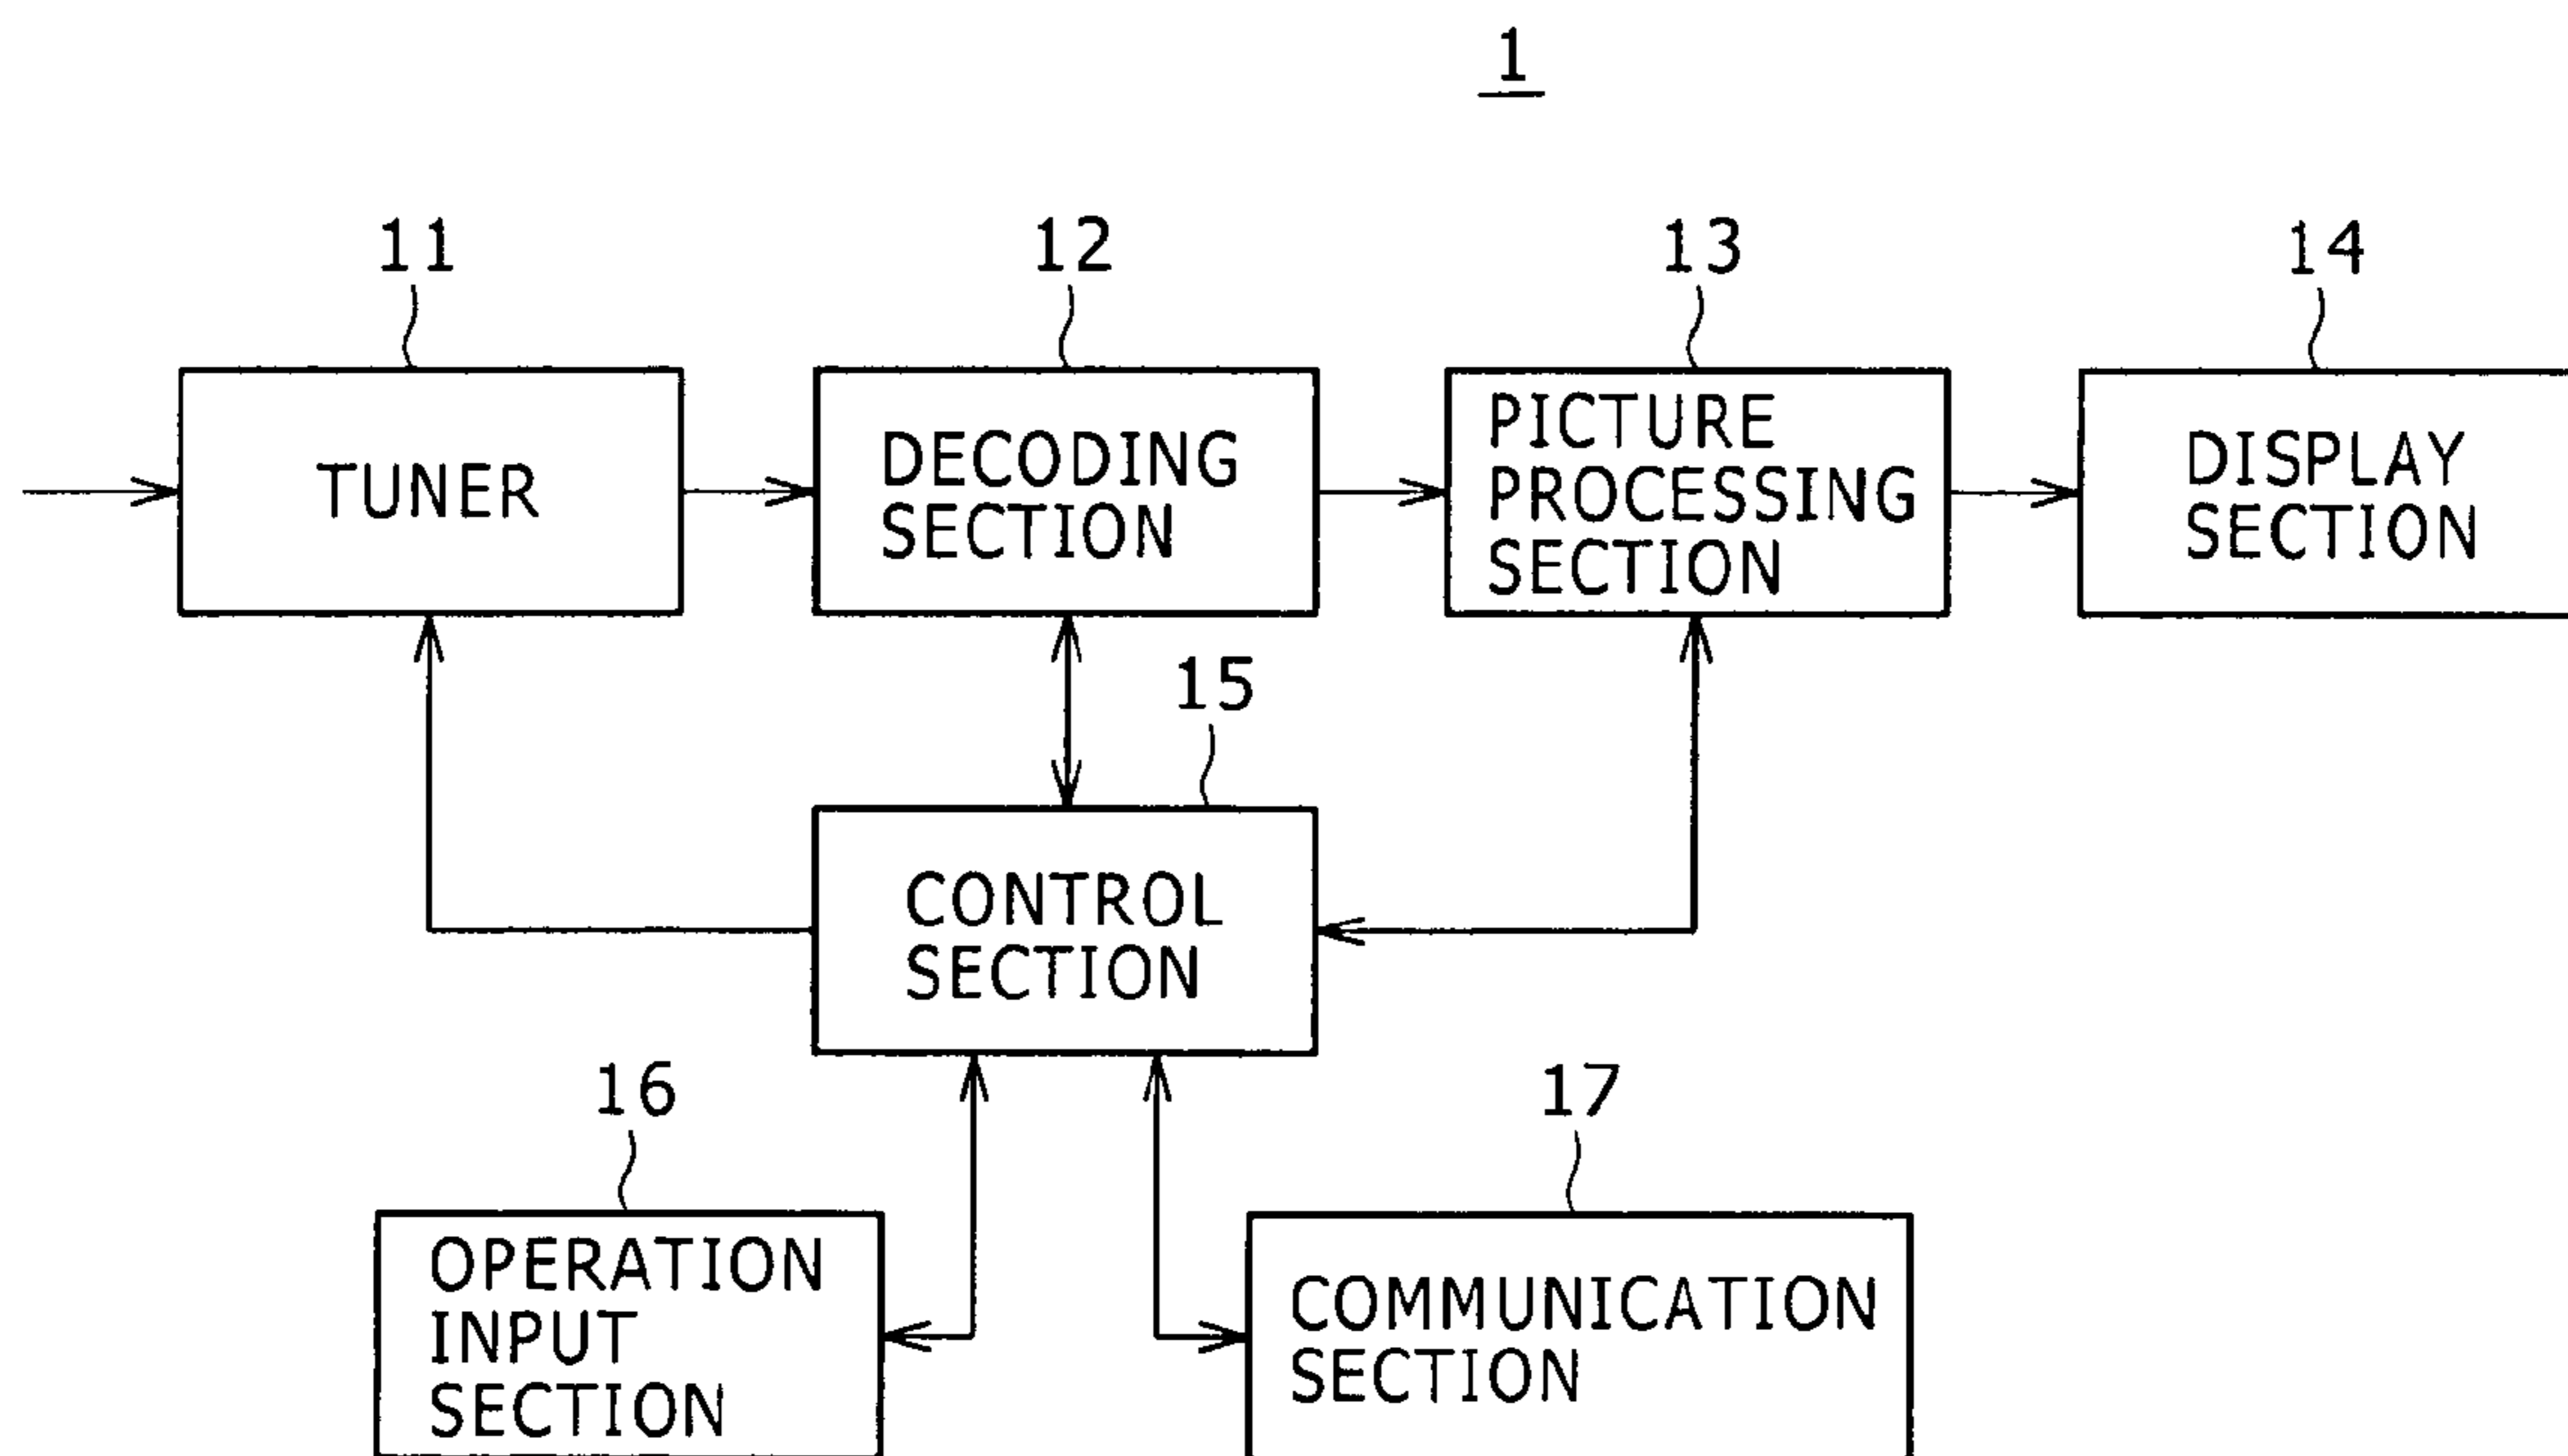 1
11
12
13
14
TUNER
DECODING
SECTION
PICTURE
PROCESSING
SECTION
DISPLAY
SECTION
15
CONTROL
SECTION
16
17
OPERATION
INPUT
SECTION
COMMUNICATION
SECTION